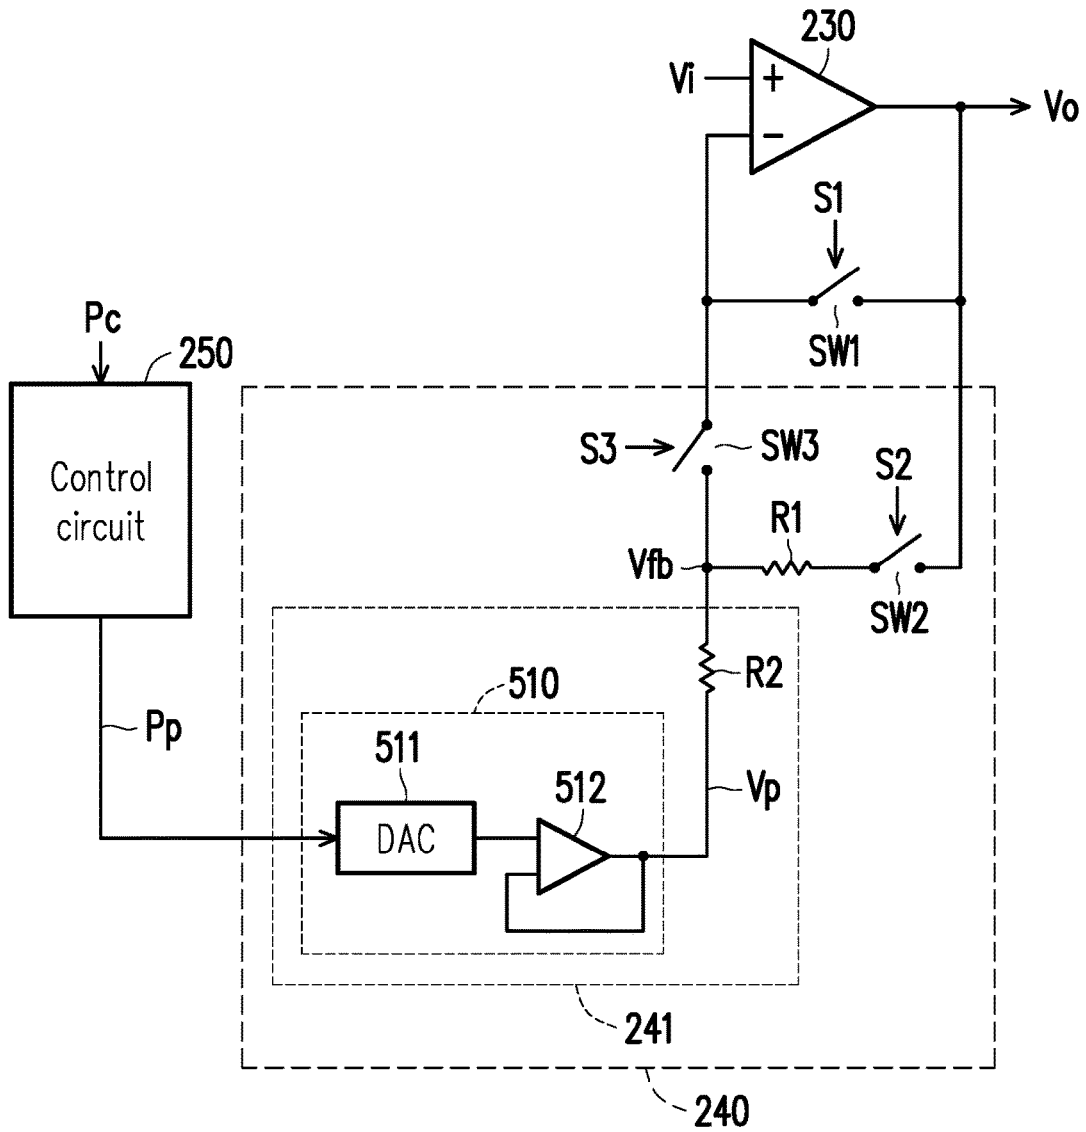 230
Vi
+
−
Vo
S1
SW1
Pc
250
Control
circuit
S3
SW3
S2
R1
Vfb
SW2
R2
510
Pp
511
512
Vp
DAC
241
240